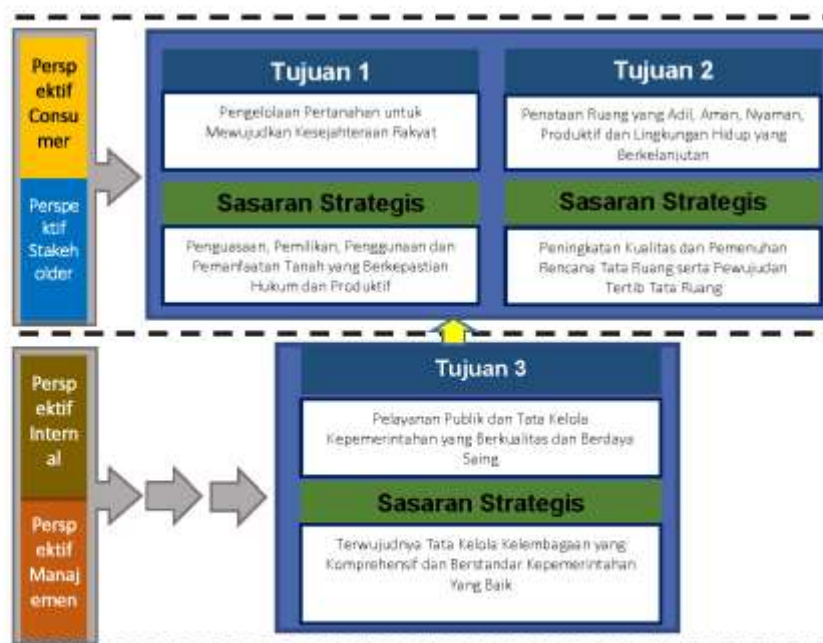 Persp
ektif
Consu
mer
Perspe
ktif
Stakeh
older
Tujuan 1
Pengelolaan Pertanahan untuk
Mewujudkan Kesejahteraan Rakyat
Sasaran Strategis
Penguasaan, Pemilikan, Penggunaan dan
Pemanfaatan Tanah yang Berkepastian
Hukum dan Produktif
Tujuan 2
Penataan Ruang yang Adil, Aman, Nyaman,
Produktif dan Lingkungan Hidup yang
Berkelanjutan
Sasaran Strategis
Peningkatan Kualitas dan Pemenuhan
Rencana Tata Ruang serta Pewujudan
Tertib Tata Ruang
Persp
ektif
Intern
al
Persp
ektif
Manaj
emen
Tujuan 3
Pelayanan Publik dan Tata Kelola
Kepemerintahan yang Berkualitas dan Berdaya
Saing
Sasaran Strategis
Terwujudnya Tata Kelola Kelembagaan yang
Komprehensif dan Berstandar Kepemerintahan
Yang Baik